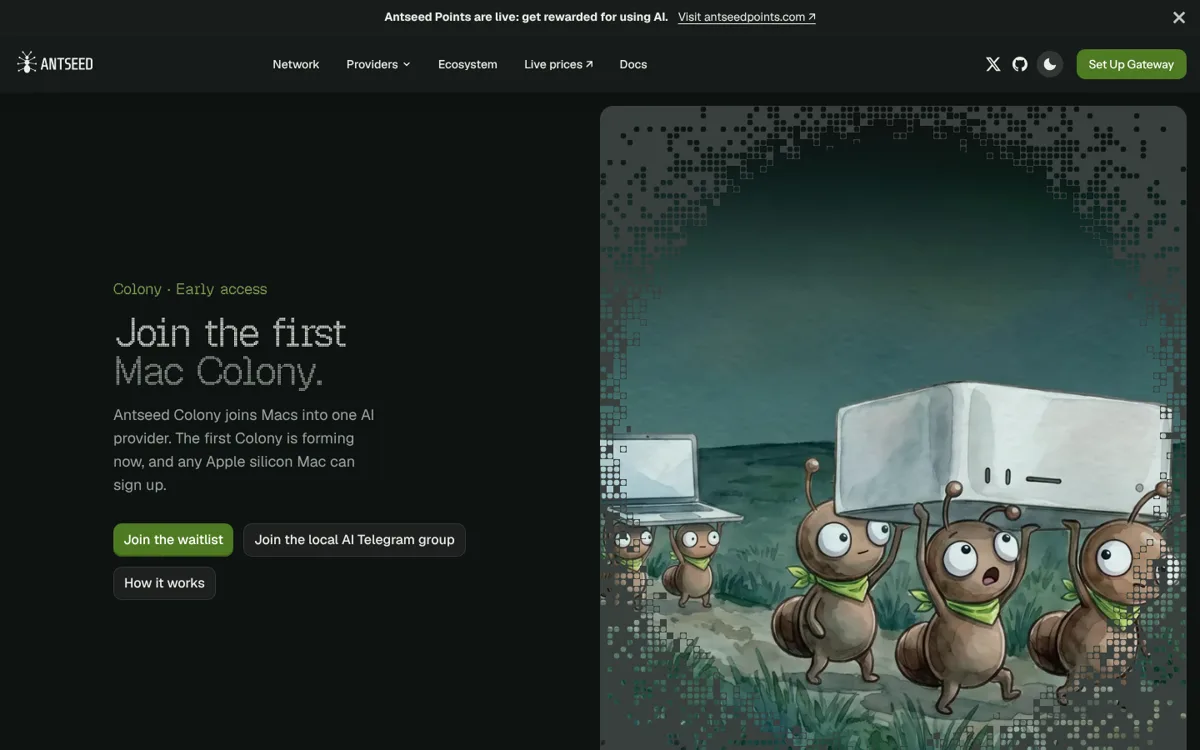 Antseed Points are live: get rewarded for using AI. Visit antseedpoints.com ↗
ANTSEED
Network
Providers
Ecosystem
Live prices ↗
Docs
Set Up Gateway
Colony · Early access
Join the first
Mac Colony.
Antseed Colony joins Macs into one AI
provider. The first Colony is forming
now, and any Apple silicon Mac can
sign up.
Join the waitlist
Join the local AI Telegram group
How it works